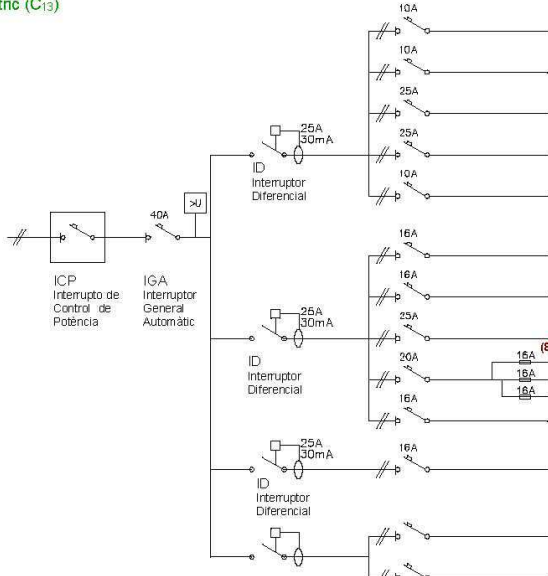 tric (C13)
10A
10A
25A
25A
10A
25A
30mA
ID
Interruptor
Diferencial
>U
40A
ICP
Interrupto de
Control de
Potència
IGA
Interruptor
General
Automàtic
16A
16A
25A
20A
16A
25A
30mA
ID
Interruptor
Diferencial
(8
16A
16A
16A
25A
30mA
ID
Interruptor
Diferencial
16A